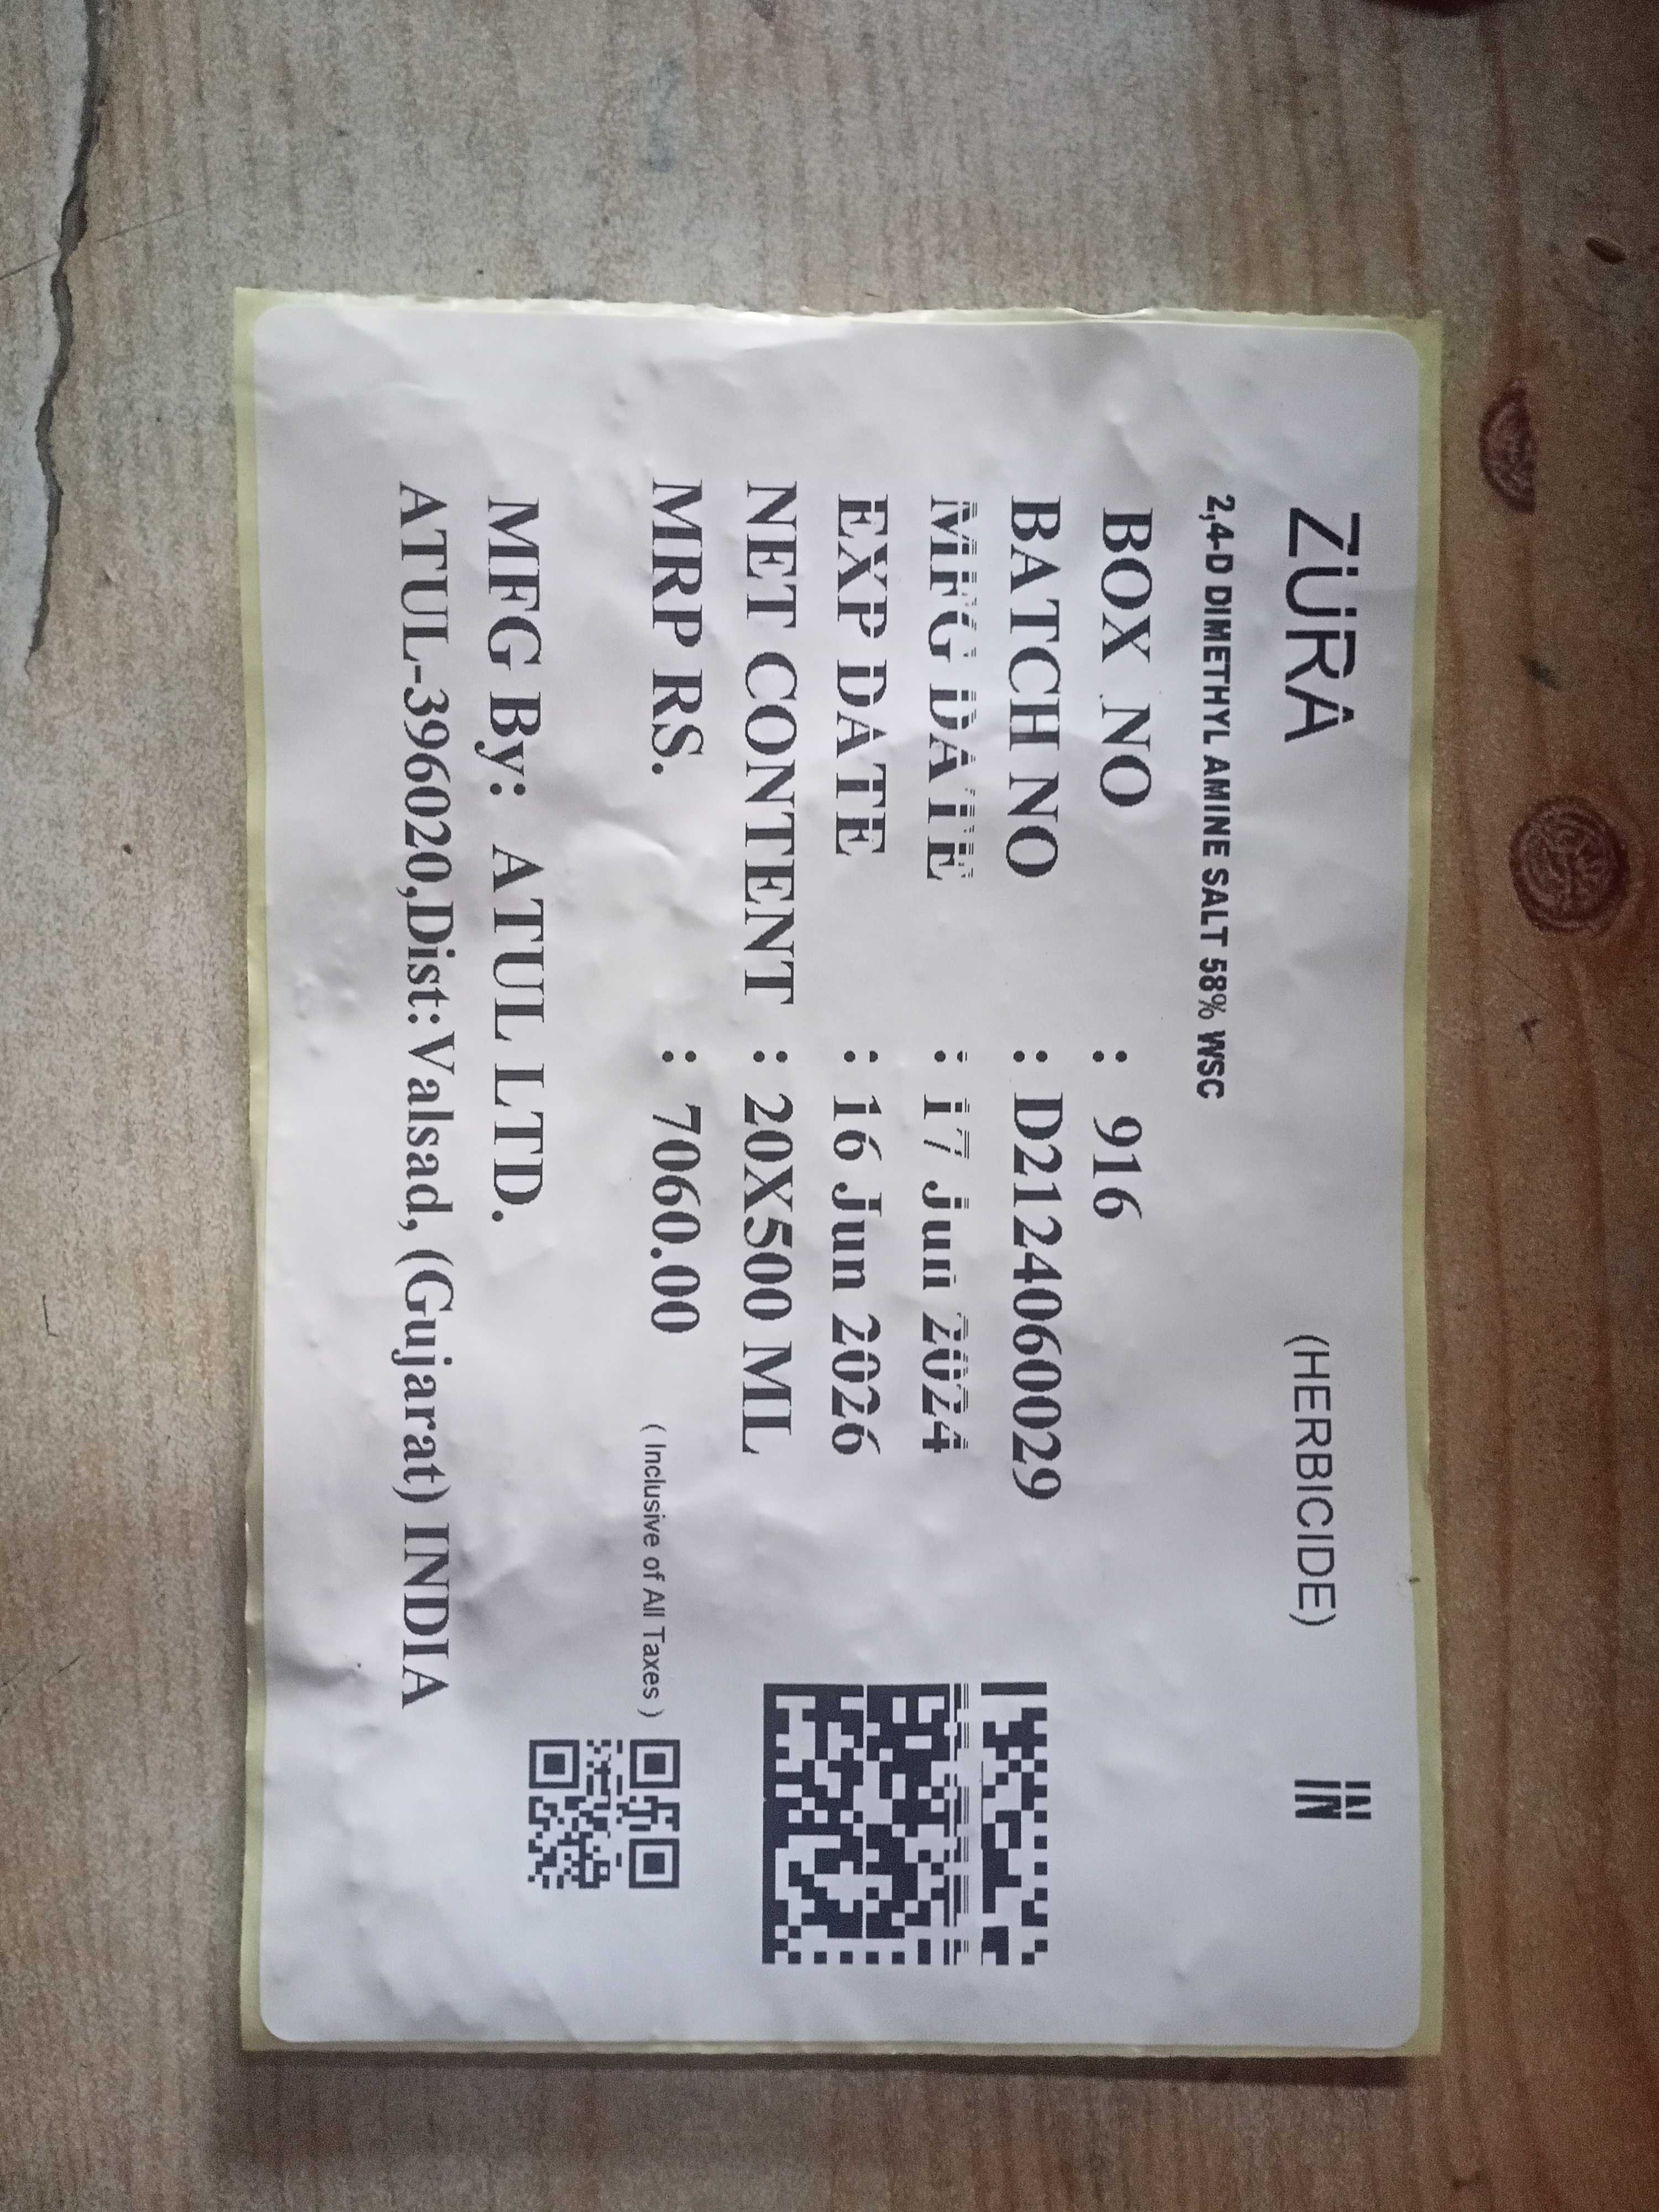 ZURA (HERBICIDE) IN
2,4-D DIMETHYL AMINE SALT 58% WSC
BOX NO : 916
BATCH NO : D2124060029
MFG DATE : 17 Jun 2024
EXP DATE : 16 Jun 2026
NET CONTENT : 20X500 ML
MRP RS. : 7060.00 ( Inclusive of All Taxes )
MFG By: ATUL LTD.
ATUL-396020,Dist:Valsad, (Gujarat) INDIA